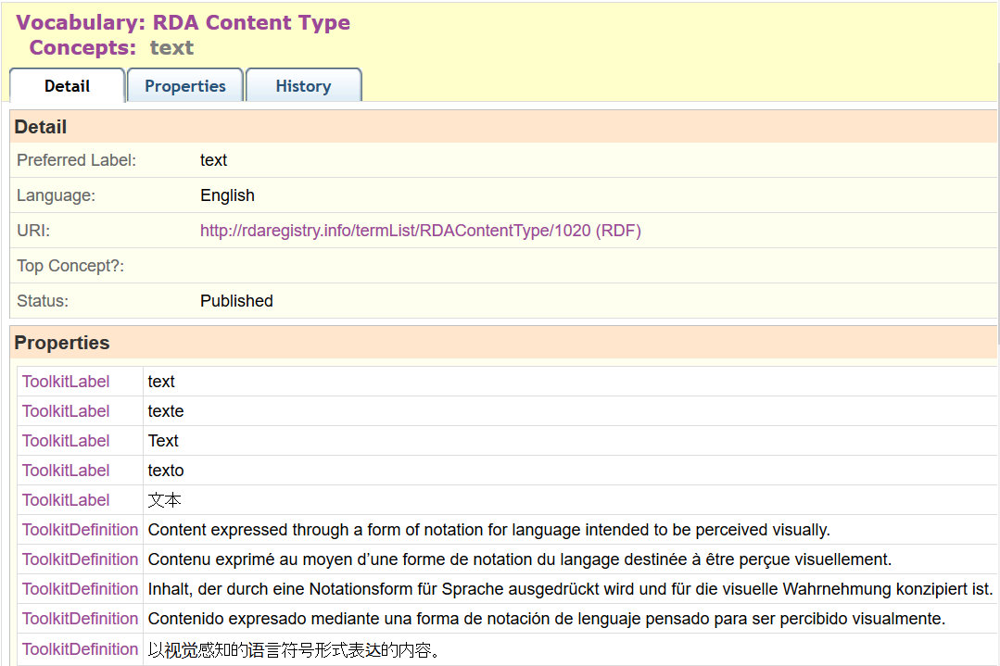 Vocabulary: RDA Content Type
Concepts: text
Detail Properties History
Detail
Preferred Label: text
Language: English
URI: http://rdaregistry.info/termList/RDAContentType/1020 (RDF)
Top Concept?:
Status: Published
Properties
ToolkitLabel text
ToolkitLabel texte
ToolkitLabel Text
ToolkitLabel texto
ToolkitLabel 文本
ToolkitDefinition Content expressed through a form of notation for language intended to be perceived visually.
ToolkitDefinition Contenu exprimé au moyen d’une forme de notation du langage destinée à être perçue visuellement.
ToolkitDefinition Inhalt, der durch eine Notationsform für Sprache ausgedrückt wird und für die visuelle Wahrnehmung konzipiert ist.
ToolkitDefinition Contenido expresado mediante una forma de notación de lenguaje pensado para ser percibido visualmente.
ToolkitDefinition 以视觉感知的语言符号形式表达的内容。